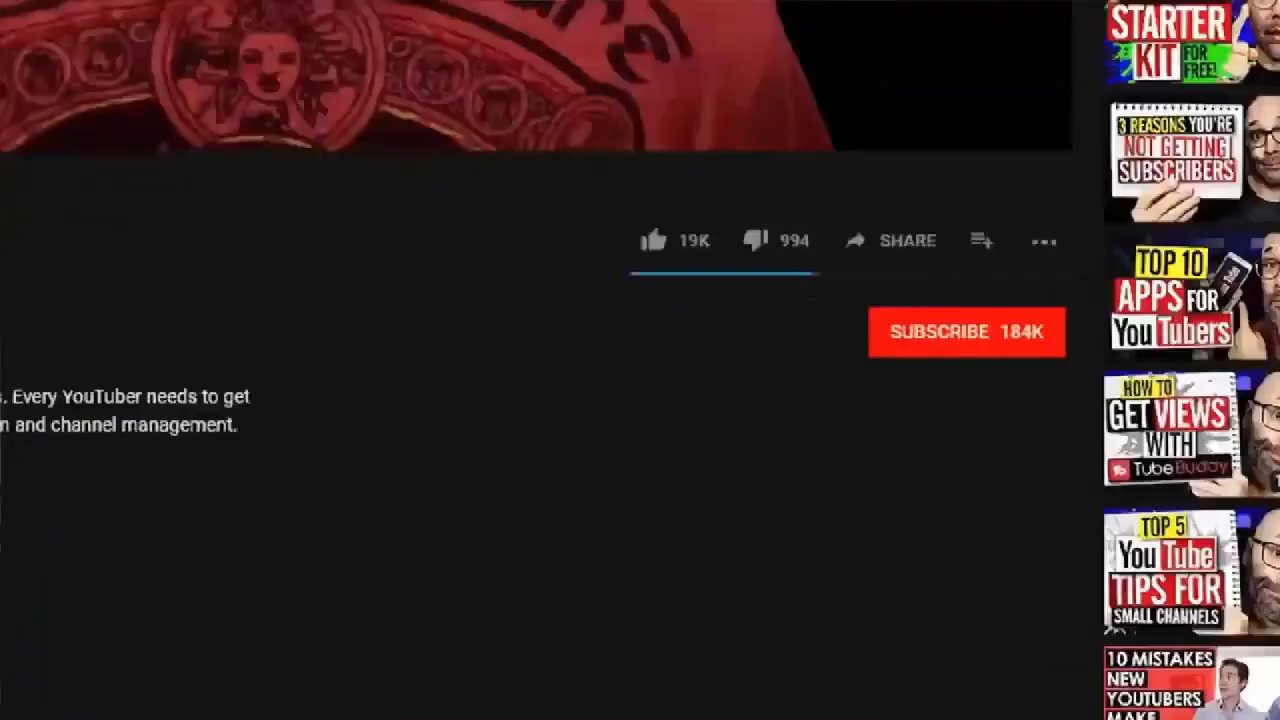 19K 994 SHARE
SUBSCRIBE 184K
. Every YouTuber needs to get
and channel management.
STARTER
KIT FOR
FREE!
3 REASONS YOU'RE
NOT GETTING
SUBSCRIBERS
TOP 10
APPS FOR
YouTubers
HOW TO
GET VIEWS
WITH
TubeBuddy
TOP 5
YouTube
TIPS FOR
SMALL CHANNELS
10 MISTAKES
NEW
YOUTUBERS
MAKE